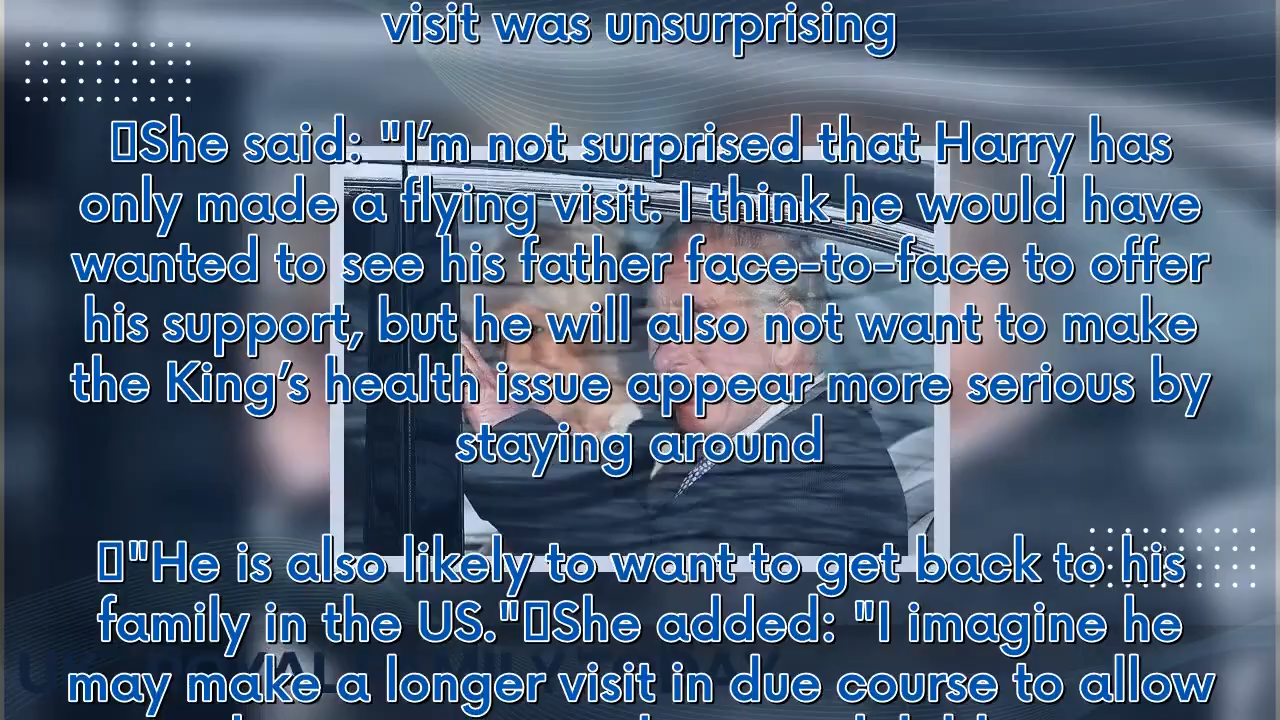 visit was unsurprising
She said: "I’m not surprised that Harry has
only made a flying visit. I think he would have
wanted to see his father face-to-face to offer
his support, but he will also not want to make
the King’s health issue appear more serious by
staying around
"He is also likely to want to get back to his
family in the US."She added: "I imagine he
UK ROYAL FAMILY TODAY
may make a longer visit in due course to allow